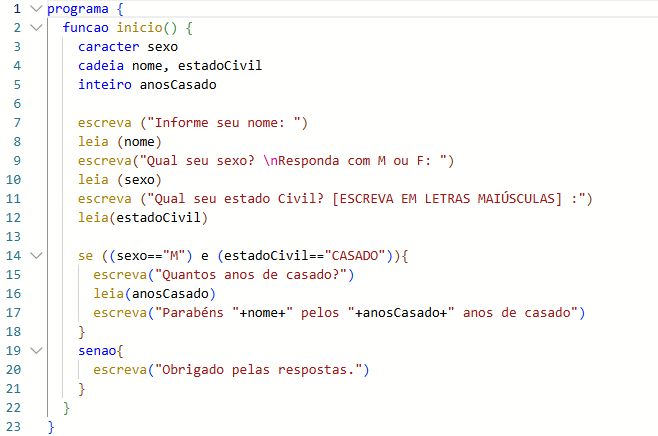 1 programa {
2 funcao inicio() {
3 caracter sexo
4 cadeia nome, estadoCivil
5 inteiro anosCasado
6
7 escreva ("Informe seu nome: ")
8 leia (nome)
9 escreva("Qual seu sexo? \nResponda com M ou F: ")
10 leia (sexo)
11 escreva ("Qual seu estado Civil? [ESCREVA EM LETRAS MAIÚSCULAS] :")
12 leia(estadoCivil)
13
14 se ((sexo=="M") e (estadoCivil=="CASADO")){
15 escreva("Quantos anos de casado?")
16 leia(anosCasado)
17 escreva("Parabéns "+nome+" pelos "+anosCasado+" anos de casado")
18 }
19 senao{
20 escreva("Obrigado pelas respostas.")
21 }
22 }
23 }